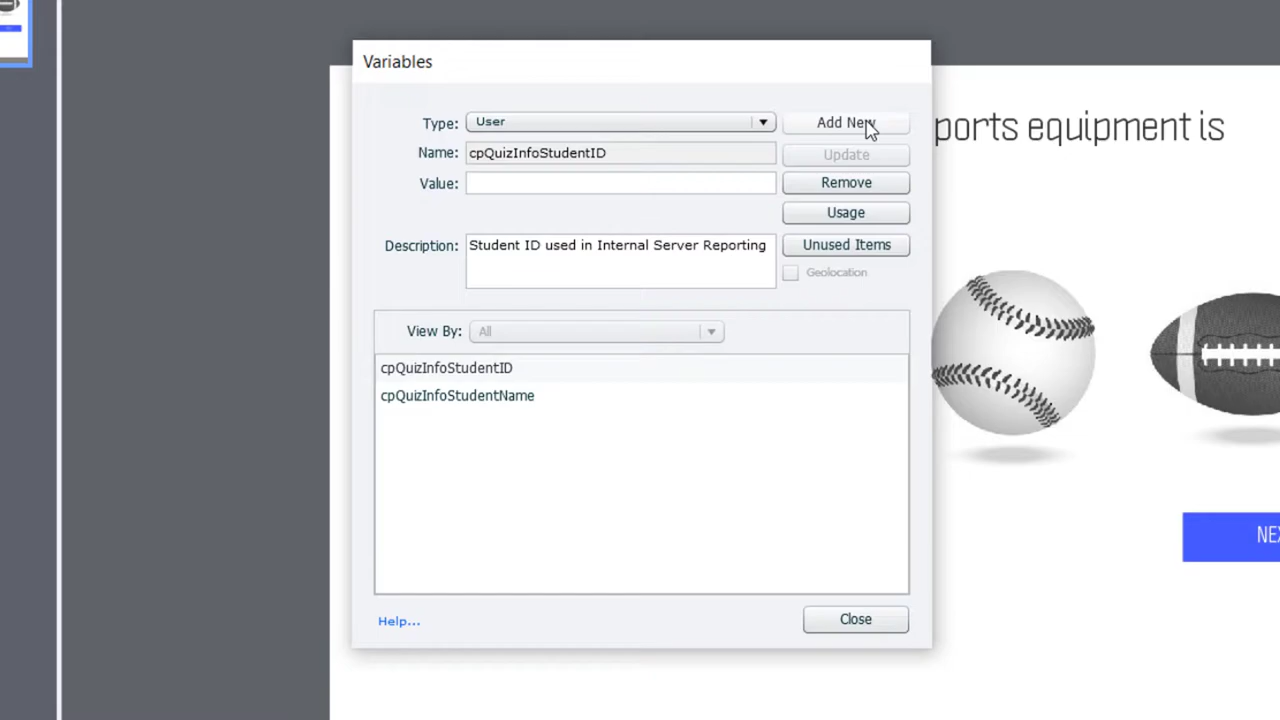 Variables
Type: User Add New
ports equipment is
Name: cpQuizInfoStudentID Update
Value: Remove
Usage
Description: Student ID used in Internal Server Reporting Unused Items
Geolocation
View By: All
cpQuizInfoStudentID
cpQuizInfoStudentName
NEX
Help... Close